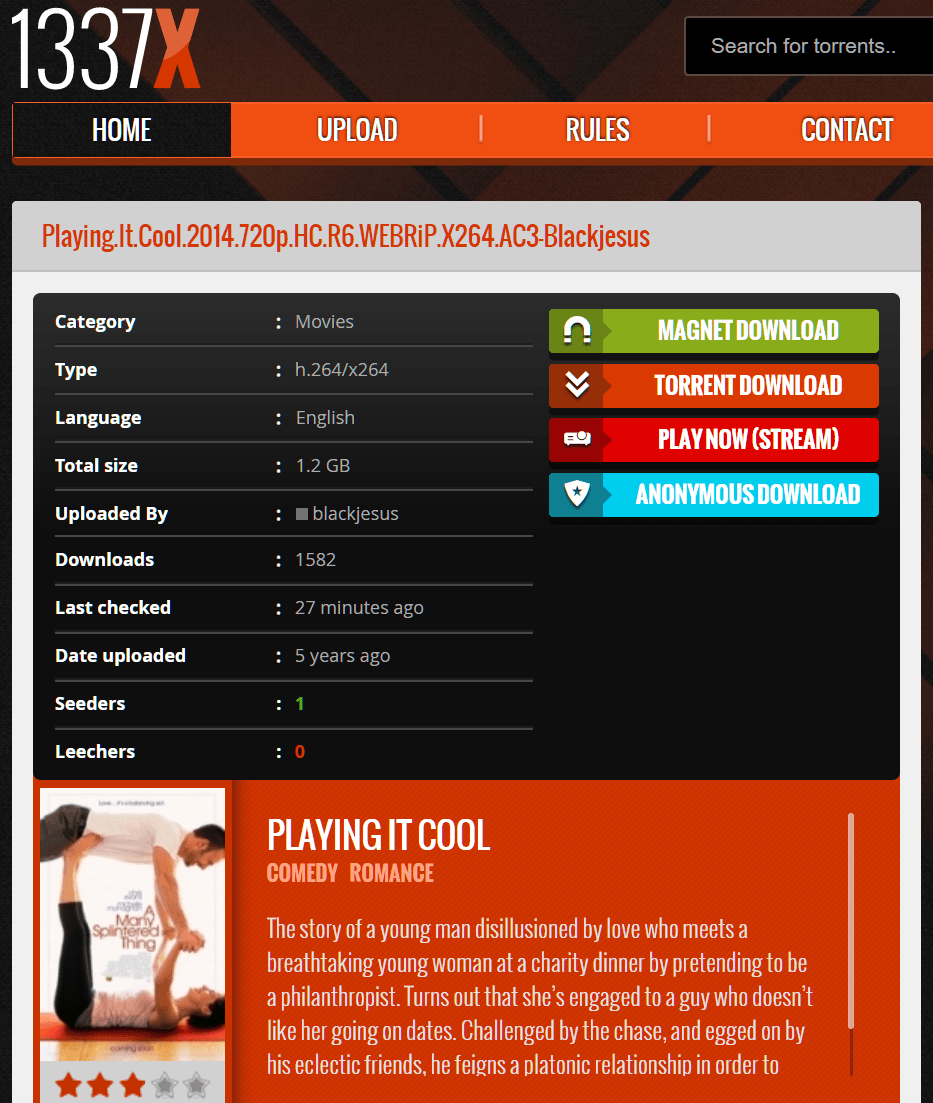 1337X
Search for torrents..
HOME UPLOAD RULES CONTACT
Playing.It.Cool.2014.720p.HC.R6.WEBRiP.X264.AC3-Blackjesus
Category : Movies
MAGNET DOWNLOAD
Type : h.264/x264
TORRENT DOWNLOAD
Language : English
PLAY NOW (STREAM)
Total size : 1.2 GB
ANONYMOUS DOWNLOAD
Uploaded By : blackjesus
Downloads : 1582
Last checked : 27 minutes ago
Date uploaded : 5 years ago
Seeders : 1
Leechers : 0
PLAYING IT COOL
COMEDY ROMANCE
The story of a young man disillusioned by love who meets a
breathtaking young woman at a charity dinner by pretending to be
a philanthropist. Turns out that she’s engaged to a guy who doesn’t
like her going on dates. Challenged by the chase, and egged on by
his eclectic friends, he feigns a platonic relationship in order to
A
Many
Splintered
Thing
coming soon